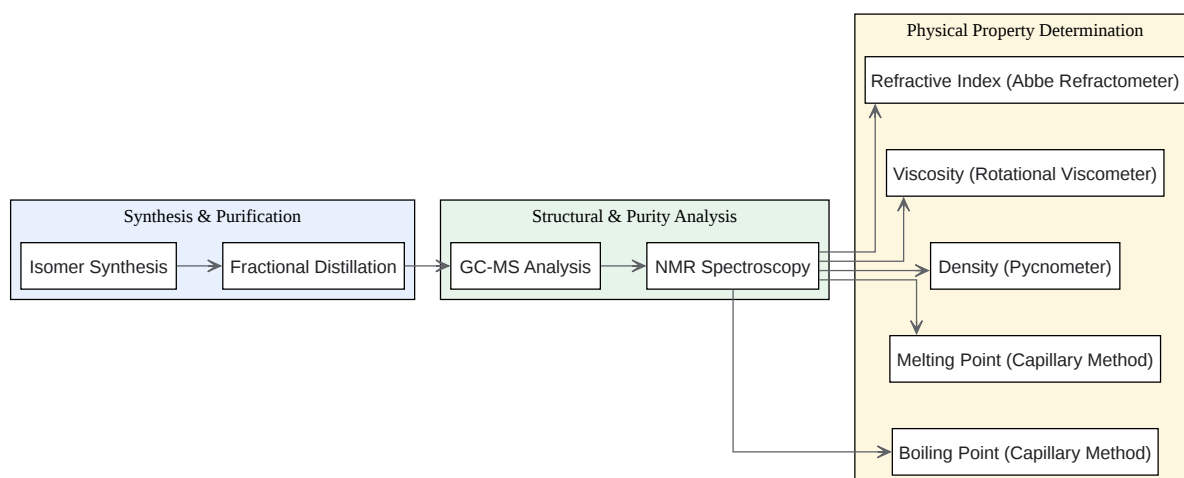 Synthesis & Purification
Isomer Synthesis
Fractional Distillation
Structural & Purity Analysis
GC-MS Analysis
NMR Spectroscopy
Physical Property Determination
Refractive Index (Abbe Refractometer)
Viscosity (Rotational Viscometer)
Density (Pycnometer)
Melting Point (Capillary Method)
Boiling Point (Capillary Method)